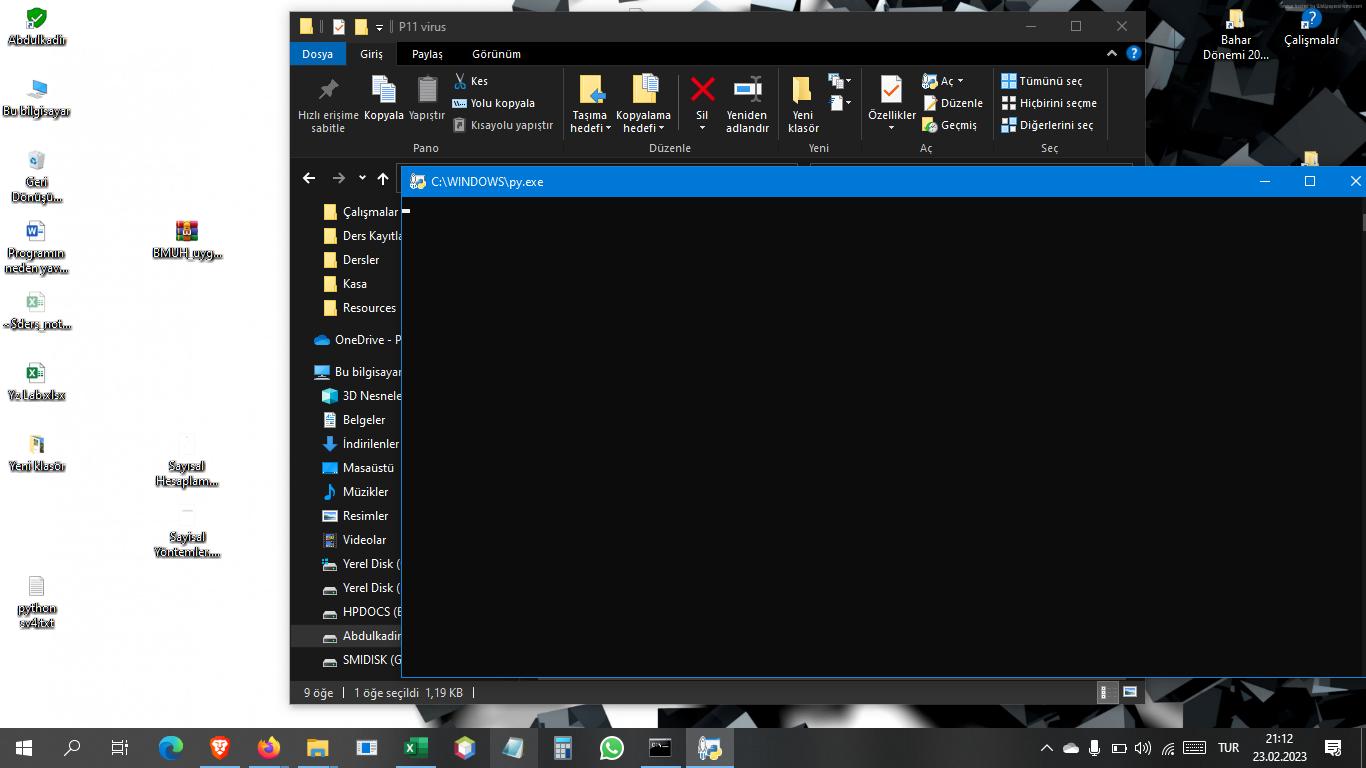 Abdulkadir
Bu bilgisayar
Geri
Dönüşü...
Programın
neden yav...
~$ders_not...
Yz Lab.xlsx
Yeni klasör
python
sv4.txt
BMUH_uyg...
Sayısal
Hesaplam...
Sayisal
Yöntemler....
P11 virus
Dosya
Giriş
Paylaş
Görünüm
Hızlı erişime
sabitle
Kopyala
Yapıştır
Kes
Yolu kopyala
Kısayolu yapıştır
Pano
Taşıma
hedefi
Kopyalama
hedefi
Sil
Yeniden
adlandır
Düzenle
Yeni
klasör
Yeni
Özellikler
Aç
Düzenle
Geçmiş
Aç
Tümünü seç
Hiçbirini seçme
Diğerlerini seç
Seç
C:\WINDOWS\py.exe
Çalışmalar
Ders Kayıtla
Dersler
Kasa
Resources
OneDrive - P
Bu bilgisayar
3D Nesnele
Belgeler
İndirilenler
Masaüstü
Müzikler
Resimler
Videolar
Yerel Disk (
Yerel Disk (
HPDOCS (E
Abdulkadir
SMIDISK (G
9 öğe
1 öğe seçildi 1,19 KB
Bahar
Dönemi 20...
Çalışmalar
TUR
21:12
23.02.2023